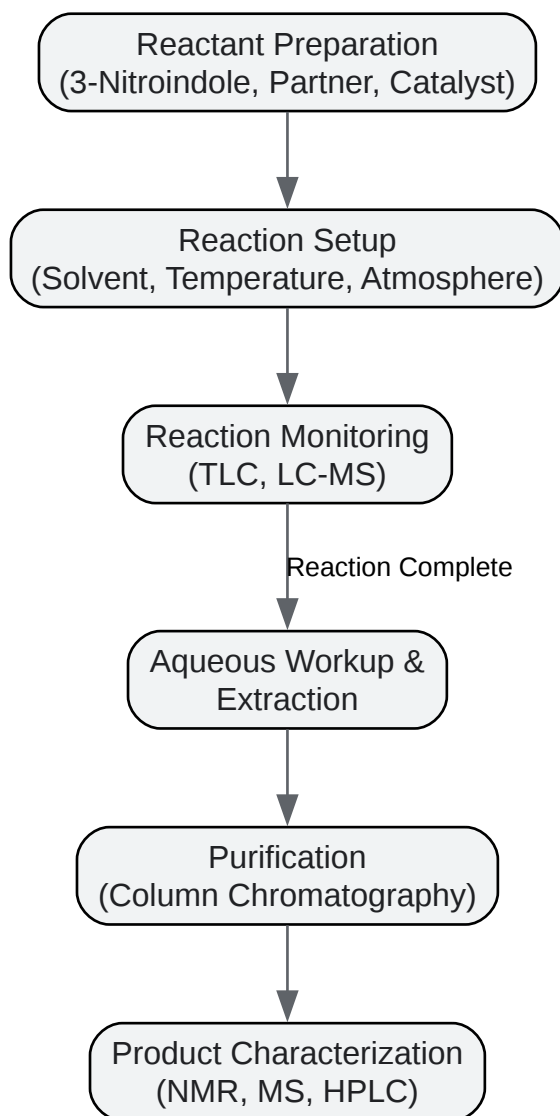 Reactant Preparation
(3-Nitroindole, Partner, Catalyst)
Reaction Setup
(Solvent, Temperature, Atmosphere)
Reaction Monitoring
(TLC, LC-MS)
Reaction Complete
Aqueous Workup &
Extraction
Purification
(Column Chromatography)
Product Characterization
(NMR, MS, HPLC)